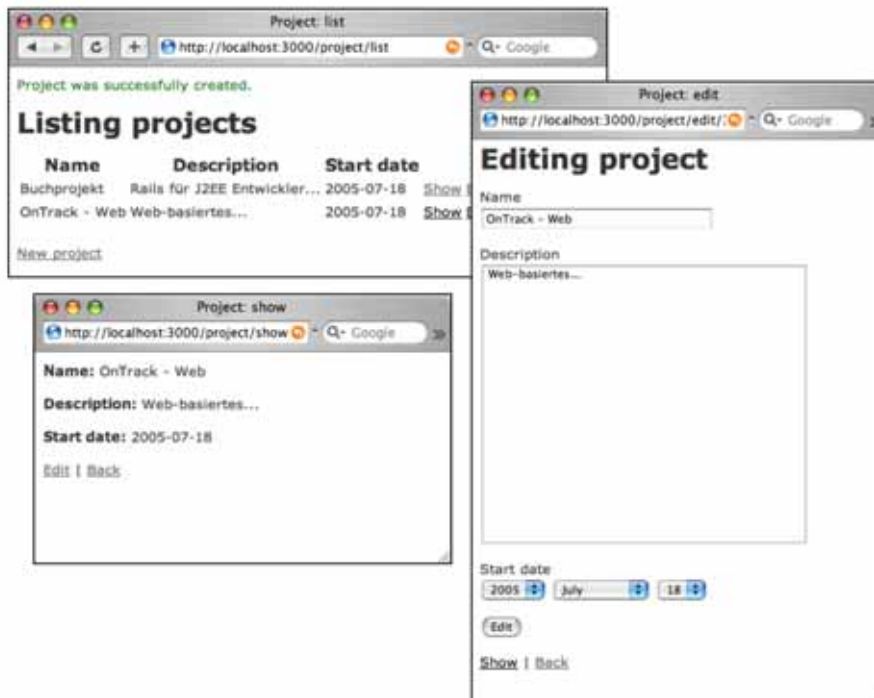 Project: list
http://localhost:3000/project/list
Google
Project was successfully created.
Listing projects
Name Description Start date
Buchprojekt Rails für J2EE Entwickler... 2005-07-18 Show
OnTrack - Web Web-basiertes... 2005-07-18 Show
New project
Project: show
http://localhost:3000/project/show
Google
Name: OnTrack - Web
Description: Web-basiertes...
Start date: 2005-07-18
Edit | Back
Project: edit
http://localhost:3000/project/edit/
Google
Editing project
Name
OnTrack - Web
Description
Web-basiertes...
Start date
2005 July 18
Edit
Show | Back